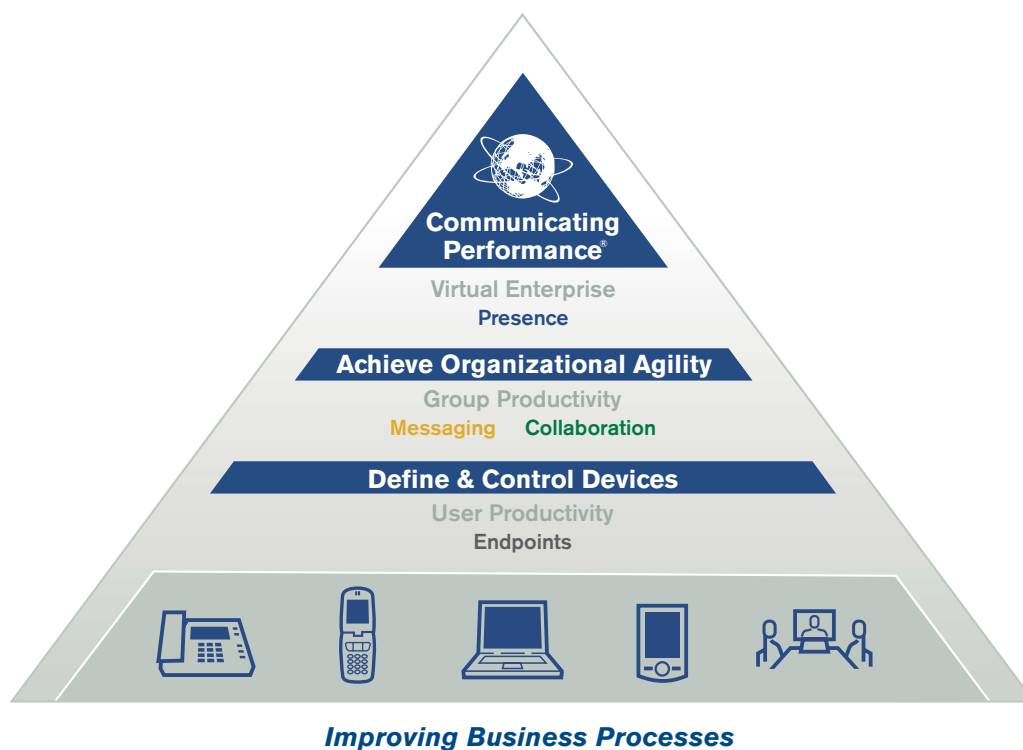 Communicating
Performance®
Virtual Enterprise
Presence
Achieve Organizational Agility
Group Productivity
Messaging Collaboration
Define & Control Devices
User Productivity
Endpoints
Improving Business Processes